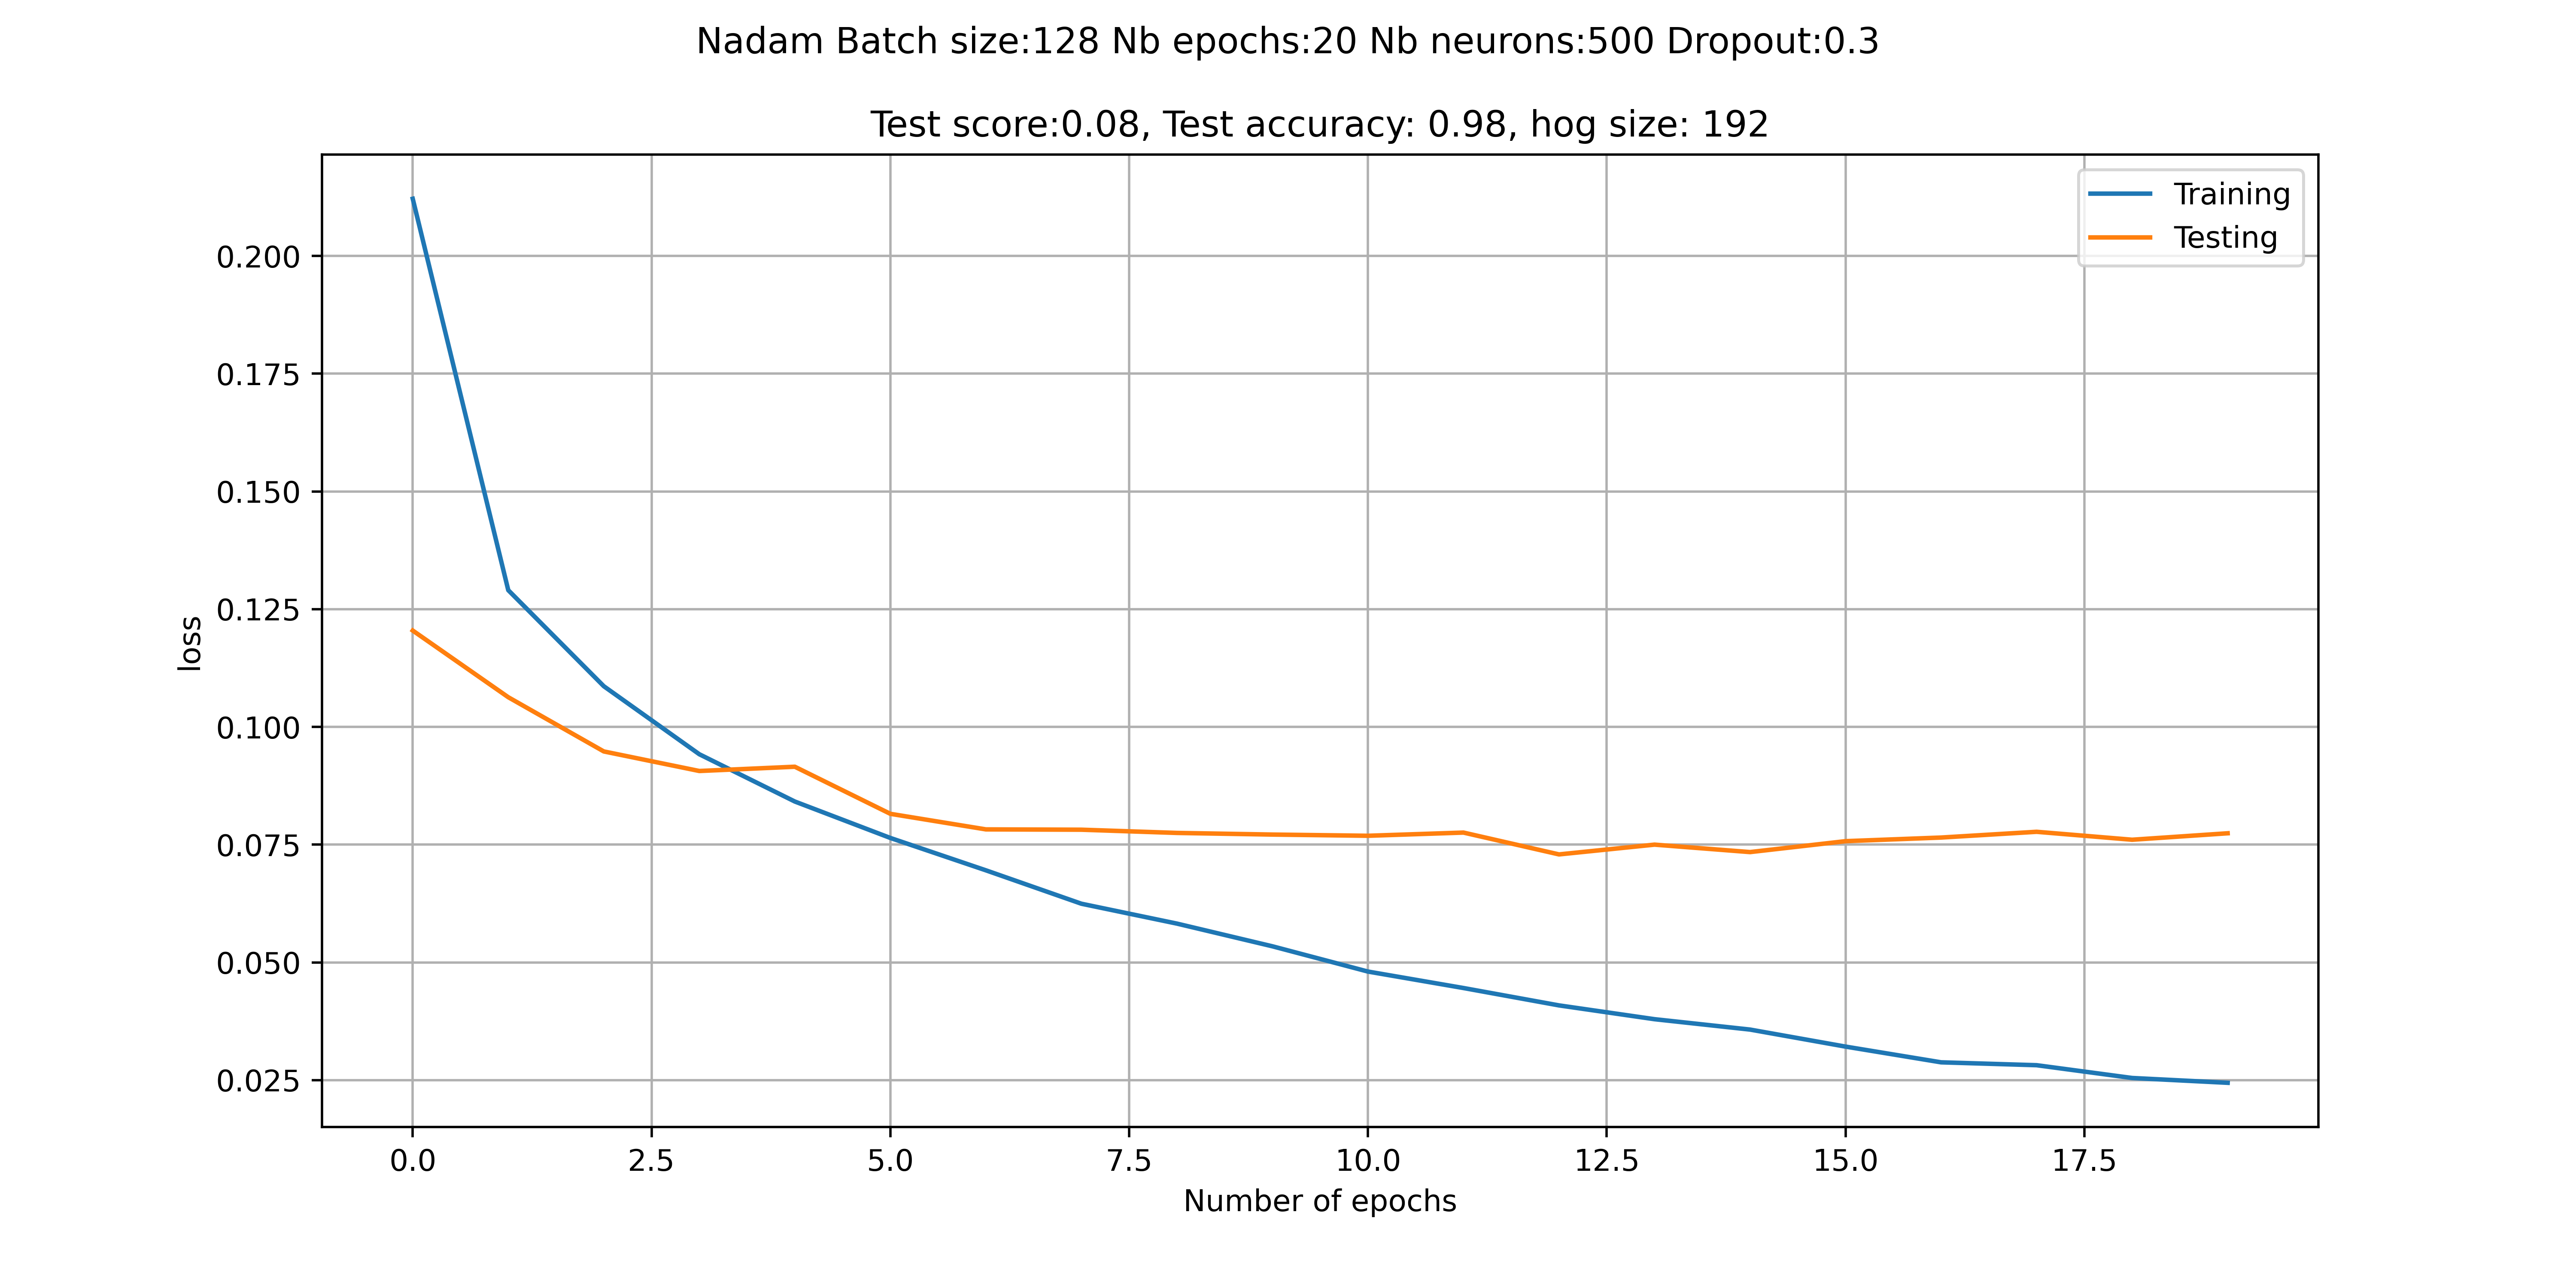 Nadam Batch size:128 Nb epochs:20 Nb neurons:500 Dropout:0.3
Test score:0.08, Test accuracy: 0.98, hog size: 192
Training
Testing
0.200
0.175
0.150
0.125
0.100
0.075
0.050
0.025
loss
0.0 2.5 5.0 7.5 10.0 12.5 15.0 17.5
Number of epochs